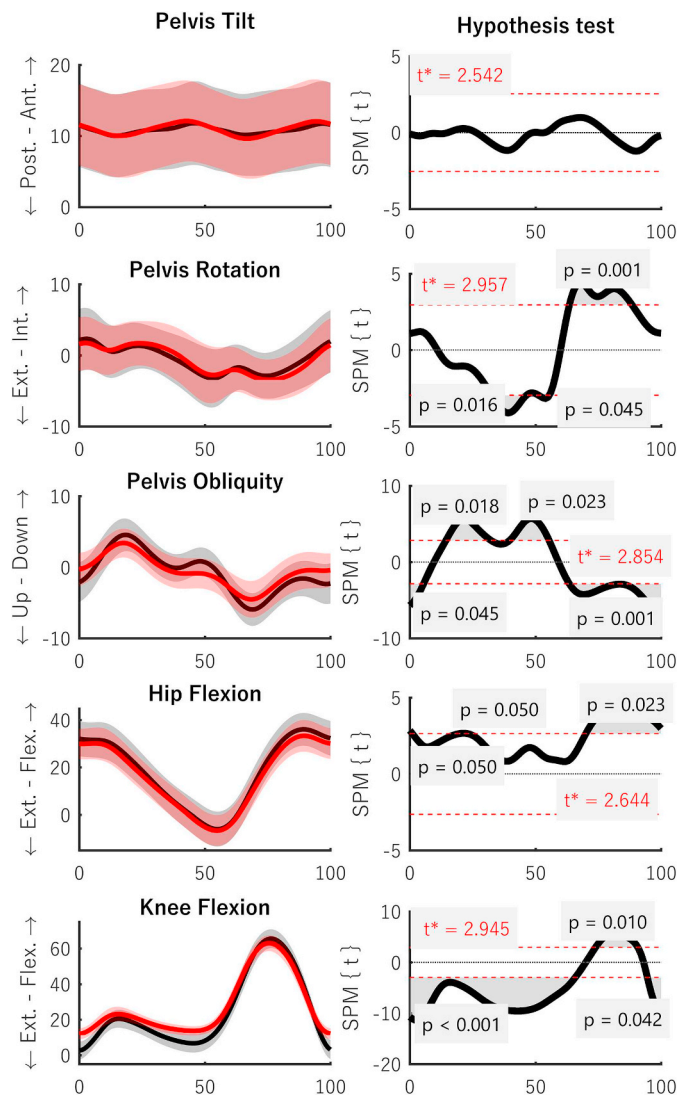 Pelvis Tilt
Hypothesis test
← Post. - Ant. →
20
10
0
0
50
100
SPM { t }
5
0
-5
t* = 2.542
0
50
100
Pelvis Rotation
← Ext. - Int. →
10
0
-10
0
50
100
SPM { t }
5
0
-5
p = 0.001
t* = 2.957
p = 0.016
p = 0.045
0
50
100
Pelvis Obliquity
← Up - Down →
10
0
-10
0
50
100
SPM { t }
10
0
-10
p = 0.018
p = 0.023
t* = 2.854
p = 0.045
p = 0.001
0
50
100
Hip Flexion
← Ext. - Flex. →
40
20
0
0
50
100
SPM { t }
5
0
-5
p = 0.050
p = 0.023
p = 0.050
t* = 2.644
0
50
100
Knee Flexion
← Ext. - Flex. →
60
40
20
0
0
50
100
SPM { t }
10
0
-10
-20
p = 0.010
t* = 2.945
p < 0.001
p = 0.042
0
50
100